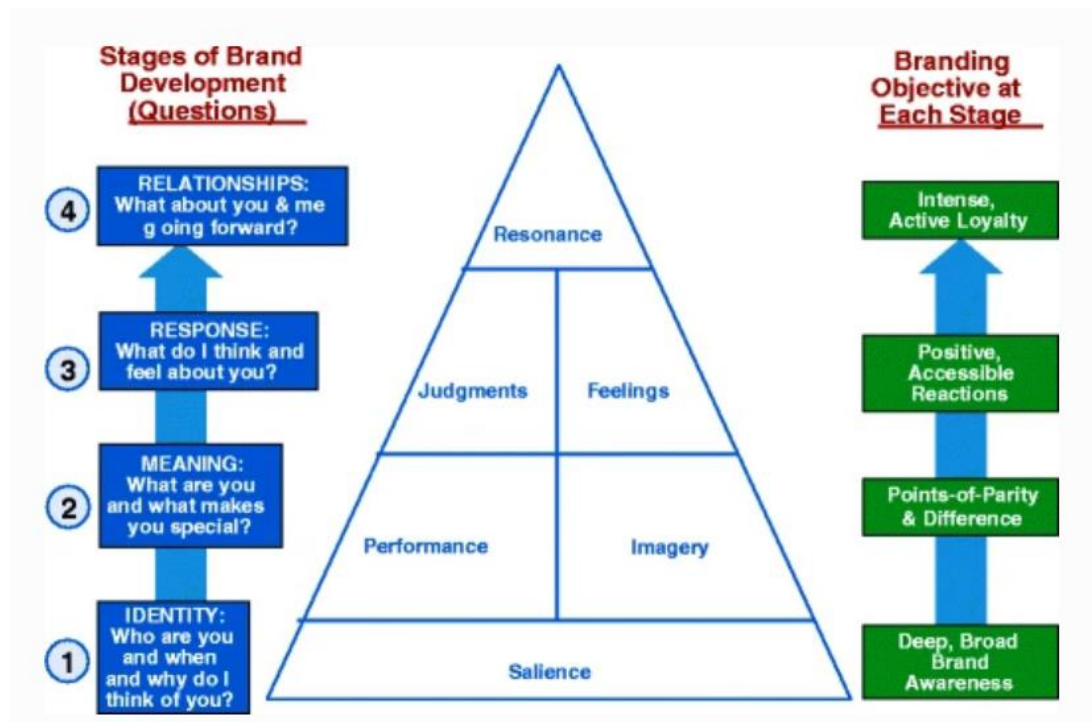 Stages of Brand
Development
(Questions)
4
RELATIONSHIPS:
What about you & me
g oing forward?
3
RESPONSE:
What do I think and
feel about you?
2
MEANING:
What are you
and what makes
you special?
1
IDENTITY:
Who are you
and when
and why do I
think of you?
Resonance
Judgments
Feelings
Performance
Imagery
Salience
Branding
Objective at
Each Stage
Intense,
Active Loyalty
Positive,
Accessible
Reactions
Points-of-Parity
& Difference
Deep, Broad
Brand
Awareness